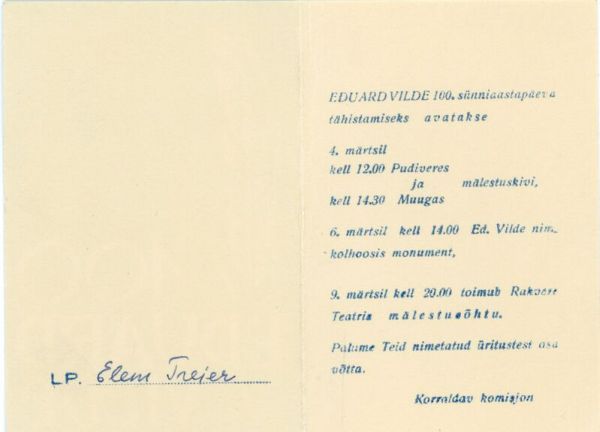 LP. Elem Treier
EDUARD VILDE 100. sünniaastapäeva
tähistamiseks avatakse
4. märtsil
kell 12.00 Pudiveres
ja mälestuskivi,
kell 14.30 Muugas
6. märtsil kell 14.00 Ed. Vilde nim.
kolhoosis monument,
9. märtsil kell 20.00 toimub Rakvere
Teatris mälestusõhtu.
Palume Teid nimetatud üritustest osa
võtta.
Korraldav komisjon